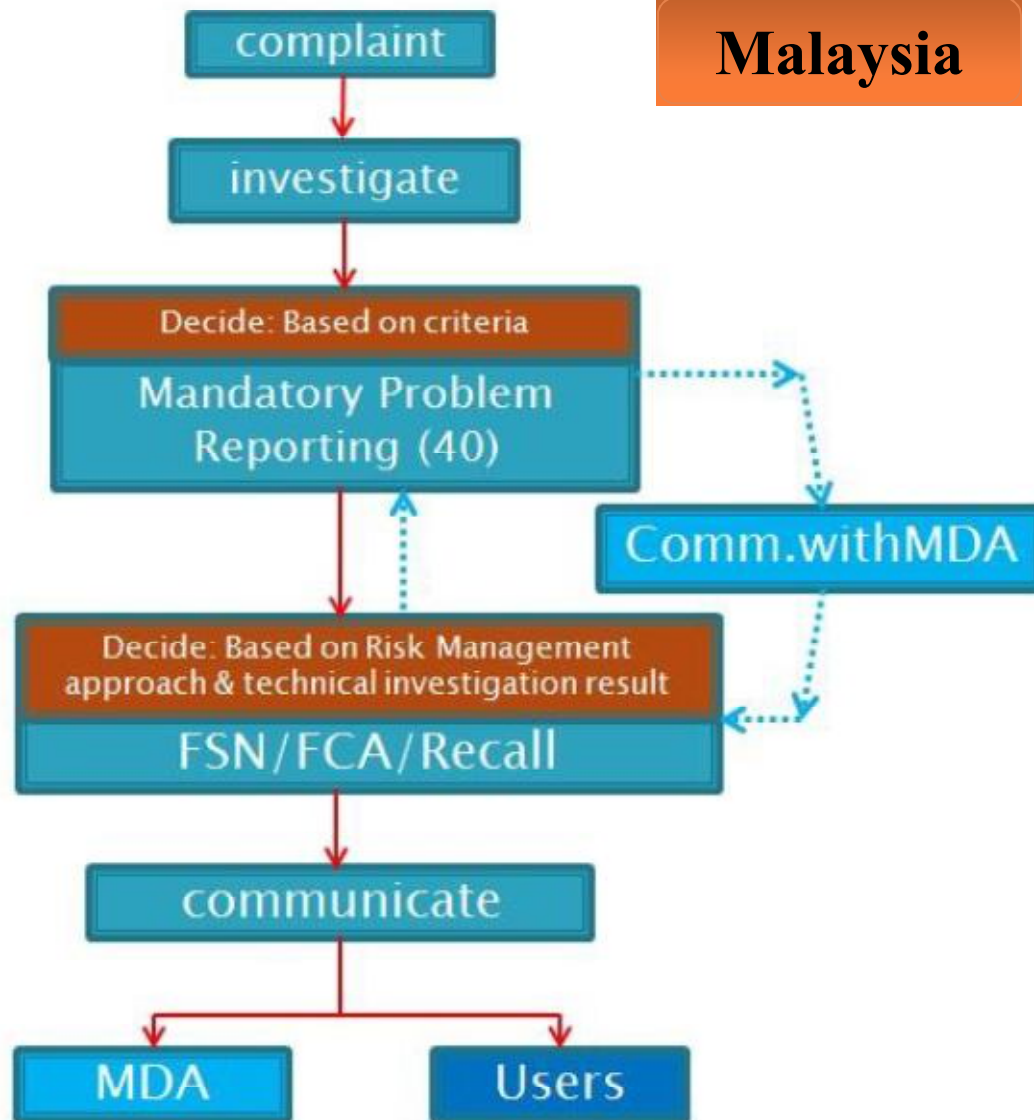 complaint
Malaysia
investigate
Decide: Based on criteria
Mandatory Problem
Reporting (40)
Comm.withMDA
Decide: Based on Risk Management
approach & technical investigation result
FSN/FCA/Recall
communicate
MDA
Users